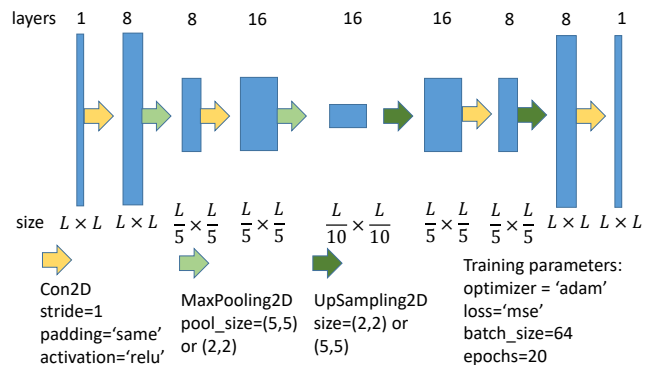 layers 1 8 8 16 16 16 8 8 1
size L × L L × L L/5 × L/5 L/5 × L/5 L/10 × L/10 L/5 × L/5 L/5 × L/5 L × L L × L
Con2D
stride=1
padding=‘same’
activation=‘relu’
MaxPooling2D
pool_size=(5,5)
or (2,2)
UpSampling2D
size=(2,2) or
(5,5)
Training parameters:
optimizer = ‘adam’
loss=‘mse’
batch_size=64
epochs=20